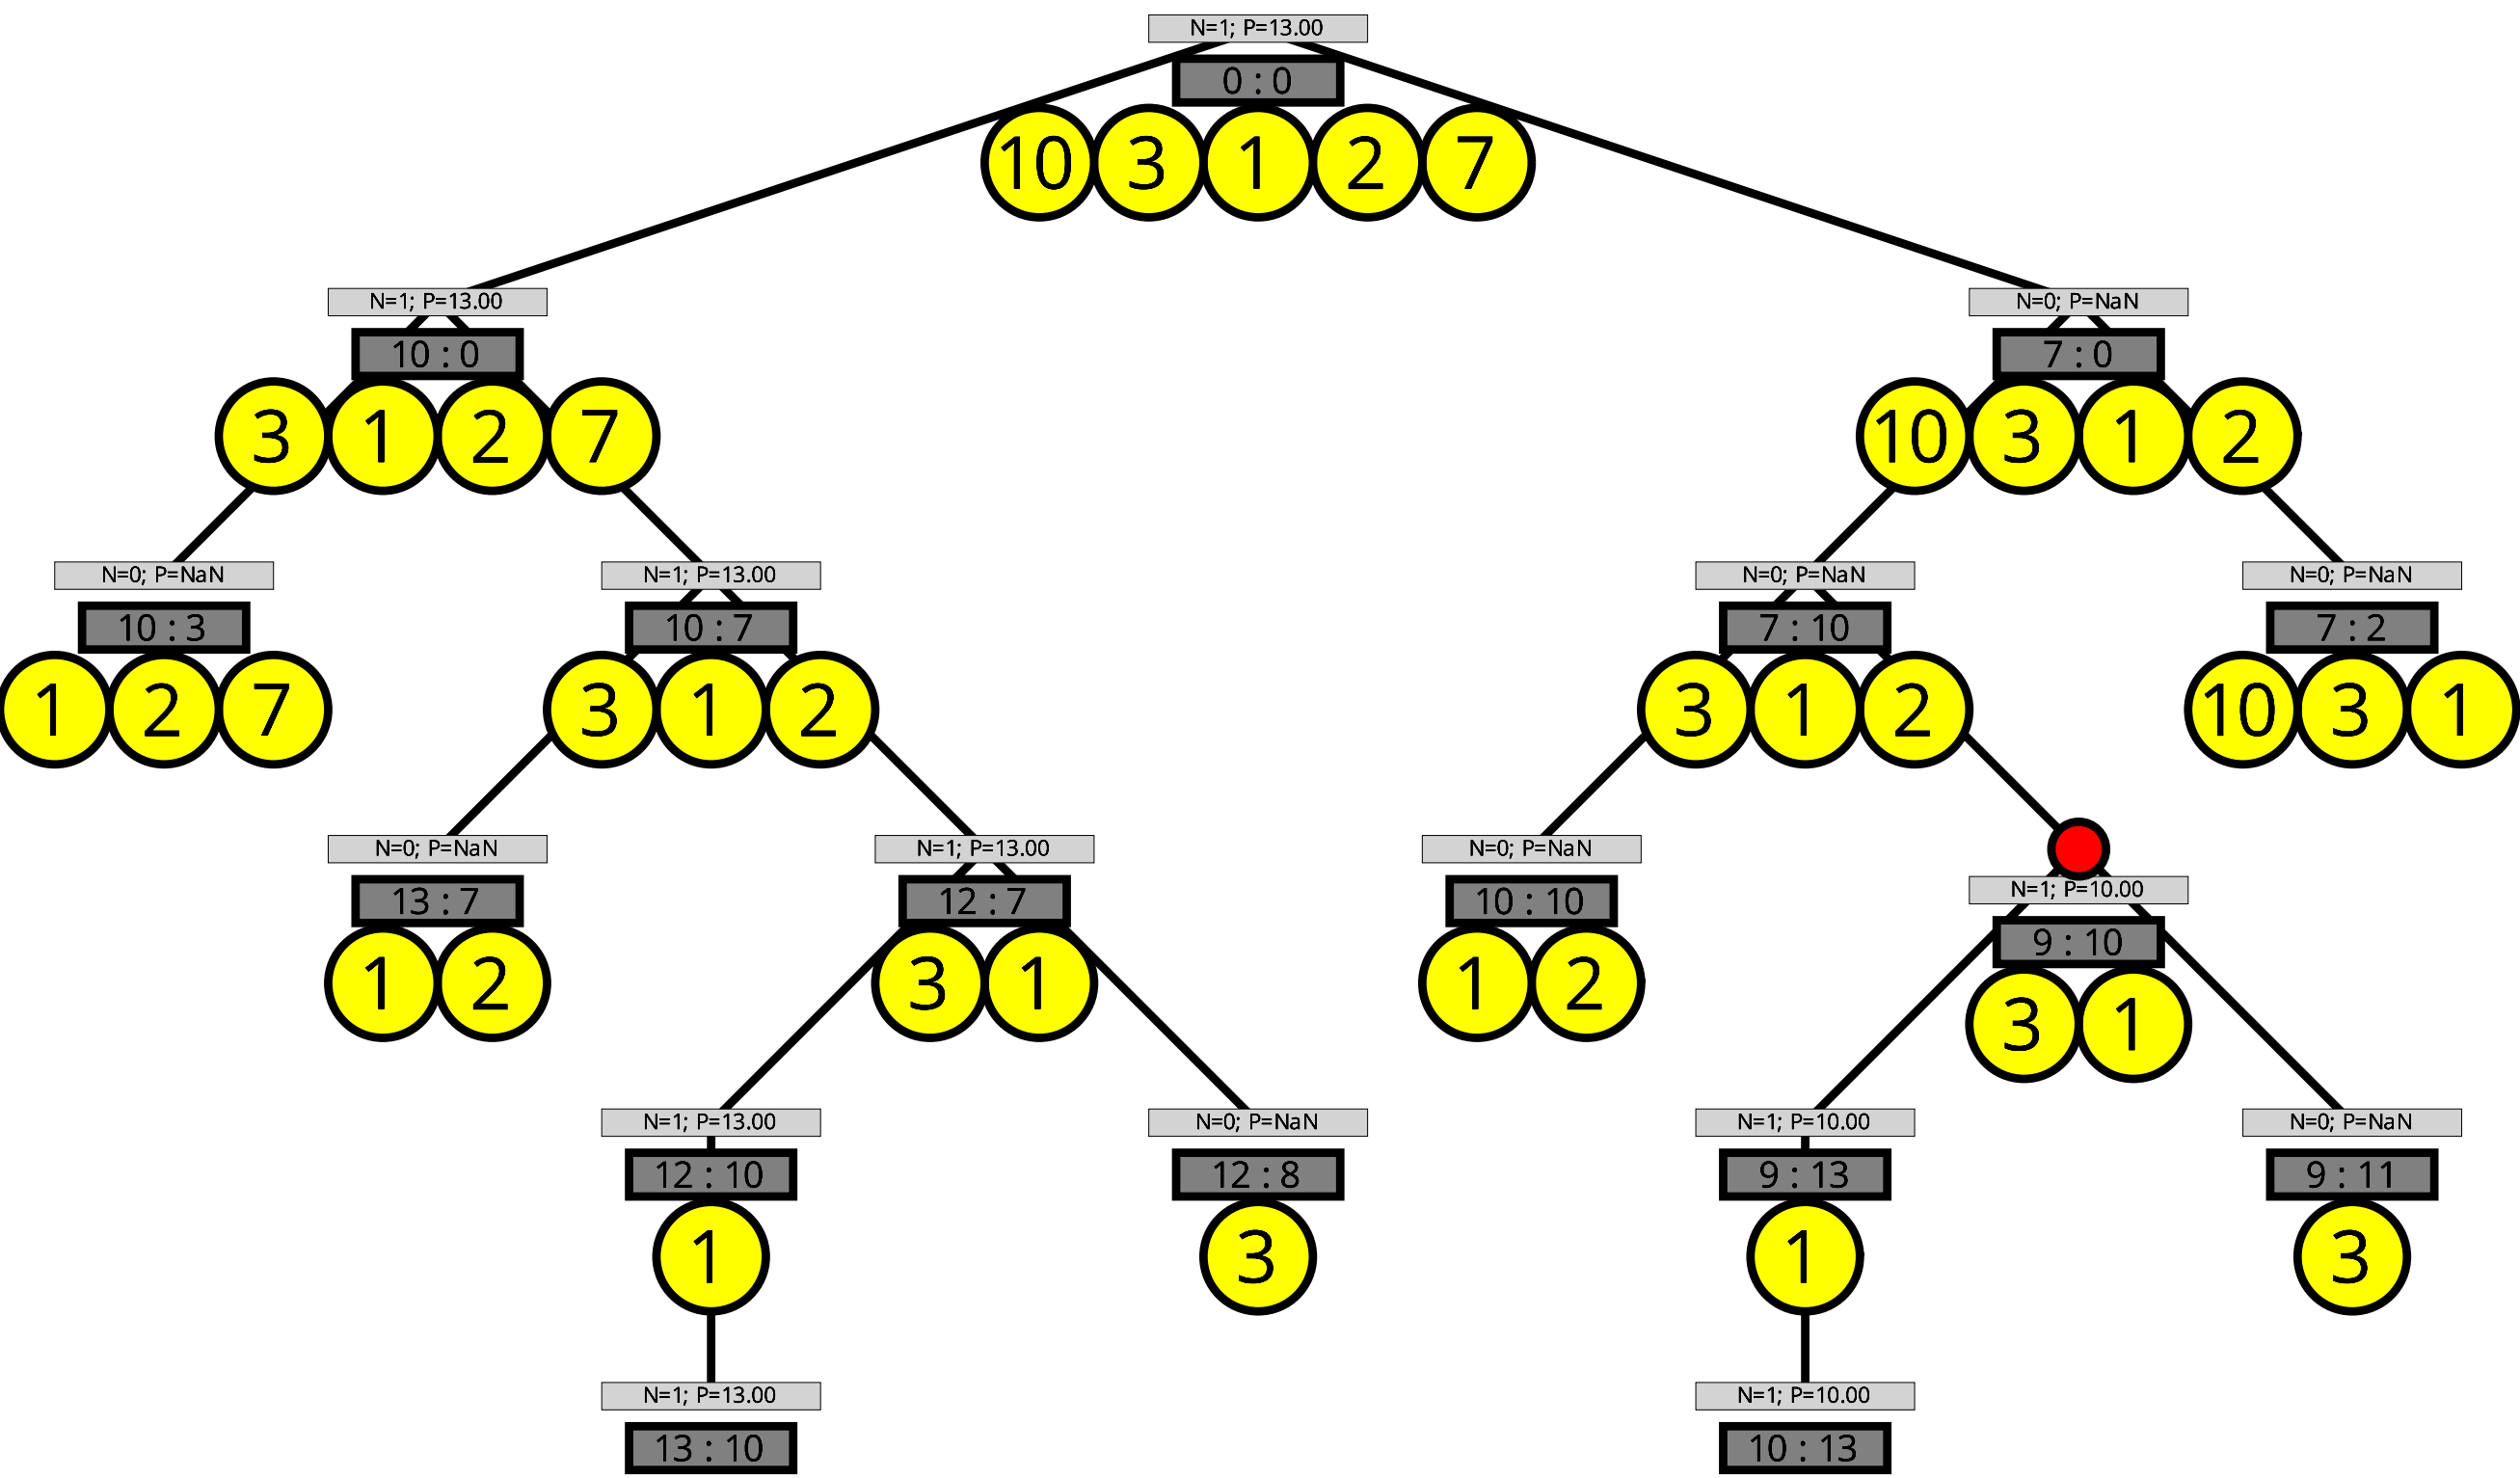 N=1; P=13.00
0 : 0
10 3 1 2 7
N=1; P=13.00 N=0; P=NaN
10 : 0 7 : 0
3 1 2 7 10 3 1 2
N=0; P=NaN N=1; P=13.00 N=0; P=NaN N=0; P=NaN
10 : 3 10 : 7 7 : 10 7 : 2
1 2 7 3 1 2 3 1 2 10 3 1
N=0; P=NaN N=1; P=13.00 N=0; P=NaN
N=1; P=10.00
13 : 7 12 : 7 10 : 10
9 : 10
1 2 3 1 1 2
3 1
N=1; P=13.00 N=0; P=NaN N=1; P=10.00 N=0; P=NaN
12 : 10 12 : 8 9 : 13 9 : 11
1 3 1 3
N=1; P=13.00 N=1; P=10.00
13 : 10 10 : 13